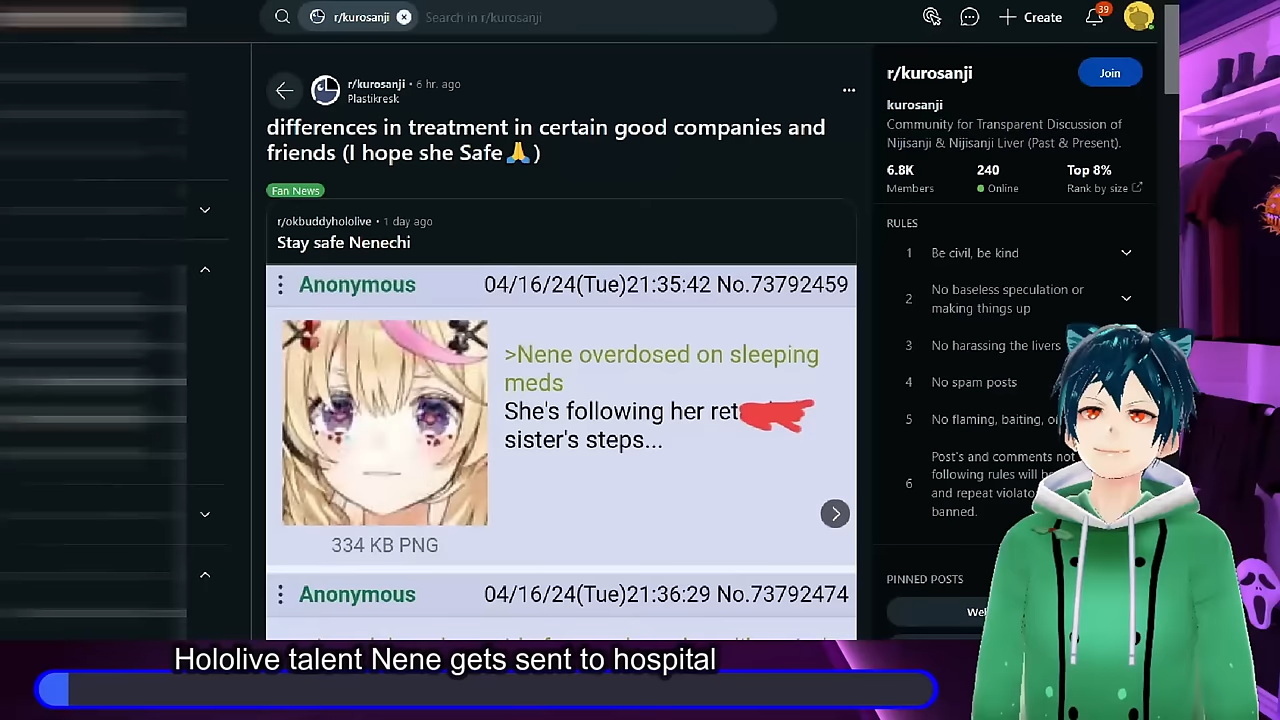 r/kurosanji
Search in r/kurosanji
Create
39
r/kurosanji • 6 hr. ago
Plastikresk
differences in treatment in certain good companies and
friends (I hope she Safe🙏)
Fan News
r/okbuddyhololive • 1 day ago
Stay safe Nenechi
Anonymous 04/16/24(Tue)21:35:42 No.73792459
>Nene overdosed on sleeping
meds
She's following her ret
sister's steps...
334 KB PNG
Anonymous 04/16/24(Tue)21:36:29 No.73792474
r/kurosanji
Join
kurosanji
Community for Transparent Discussion of
Nijisanji & Nijisanji Liver (Past & Present).
6.8K 240 Top 8%
Members Online Rank by size
RULES
1 Be civil, be kind
2 No baseless speculation or
making things up
3 No harassing the livers
4 No spam posts
5 No flaming, baiting, o
6 Post's and comments not
following rules will be
and repeat violato
banned.
PINNED POSTS
Wel
Hololive talent Nene gets sent to hospital